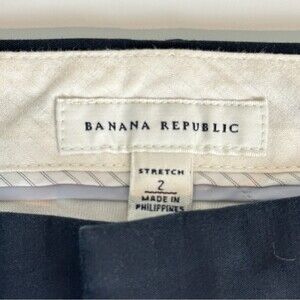 BANANA REPUBLIC
STRETCH
2
MADE IN
PHILIPPINES